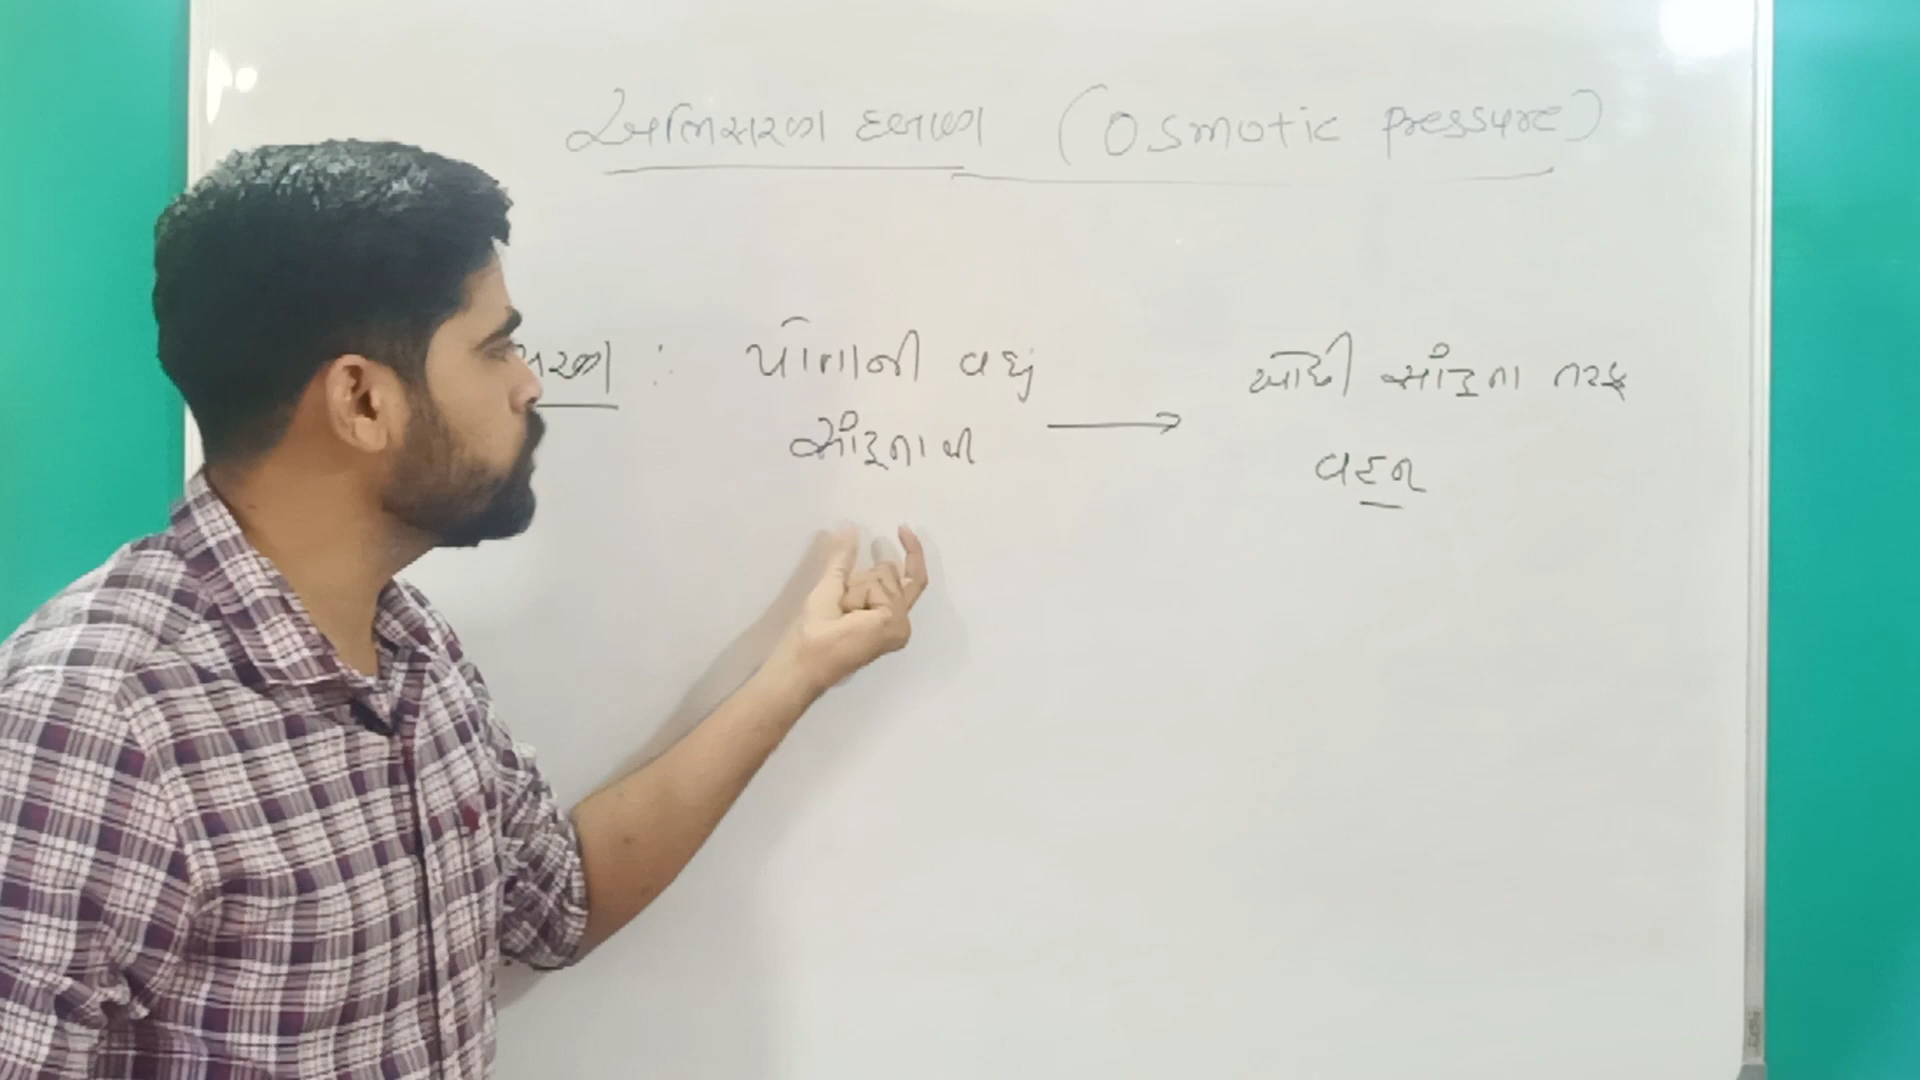 અભિસરણ દબાણ (Osmotic pressure)
પોતાની વધું → ઓછી સાંદ્રતા તરફ
સાંદ્રતાથી વહન